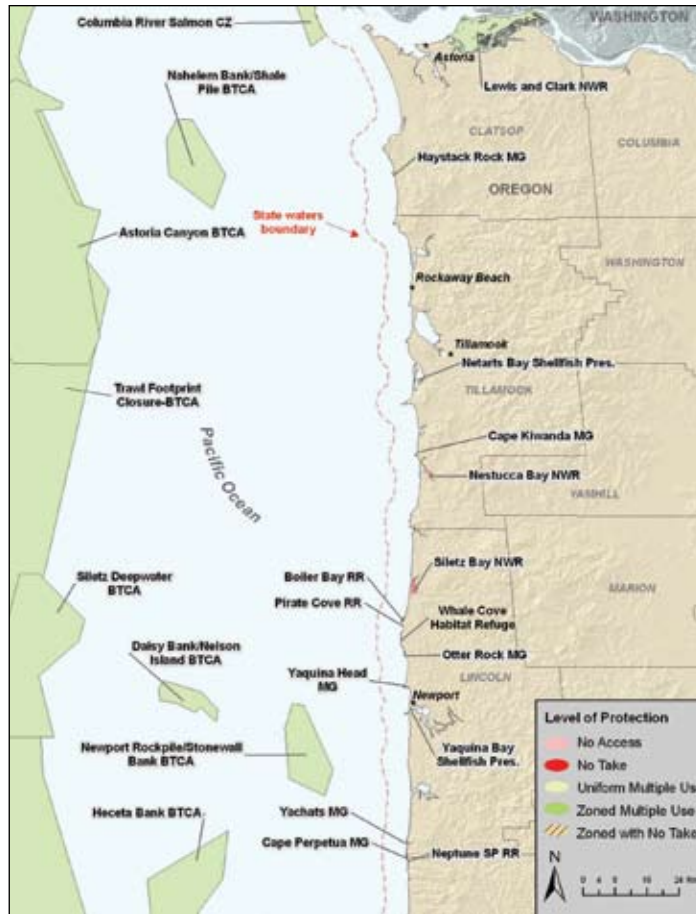 WASHINGTON
Columbia River Salmon CZ
Astoria
Lewis and Clark NWR
Nahelem Bank/Shale
Pile BTCA
CLATSOP
COLUMBIA
Haystack Rock MG
OREGON
State waters
boundary
Astoria Canyon BTCA
WASHINGTON
Rockaway Beach
Tillamook
Netarts Bay Shellfish Pres.
Trawl Footprint
Closure-BTCA
TILLAMOOK
Cape Kiwanda MG
Pacific Ocean
Nestucca Bay NWR
YAMHILL
Siletz Deepwater
BTCA
Boiler Bay RR
Siletz Bay NWR
MARION
Pirate Cove RR
Whale Cove
Habitat Refuge
Daisy Bank/Nelson
Island BTCA
Otter Rock MG
Yaquina Head
MG
LINCOLN
Newport
Newport Rockpile/Stonewall
Bank BTCA
Yaquina Bay
Shellfish Pres.
Heceta Bank BTCA
Yachats MG
Cape Perpetua MG
Neptune SP RR
Level of Protection
No Access
No Take
Uniform Multiple Us
Zoned Multiple Use
Zoned with No Take
N
0 4 8 16 24